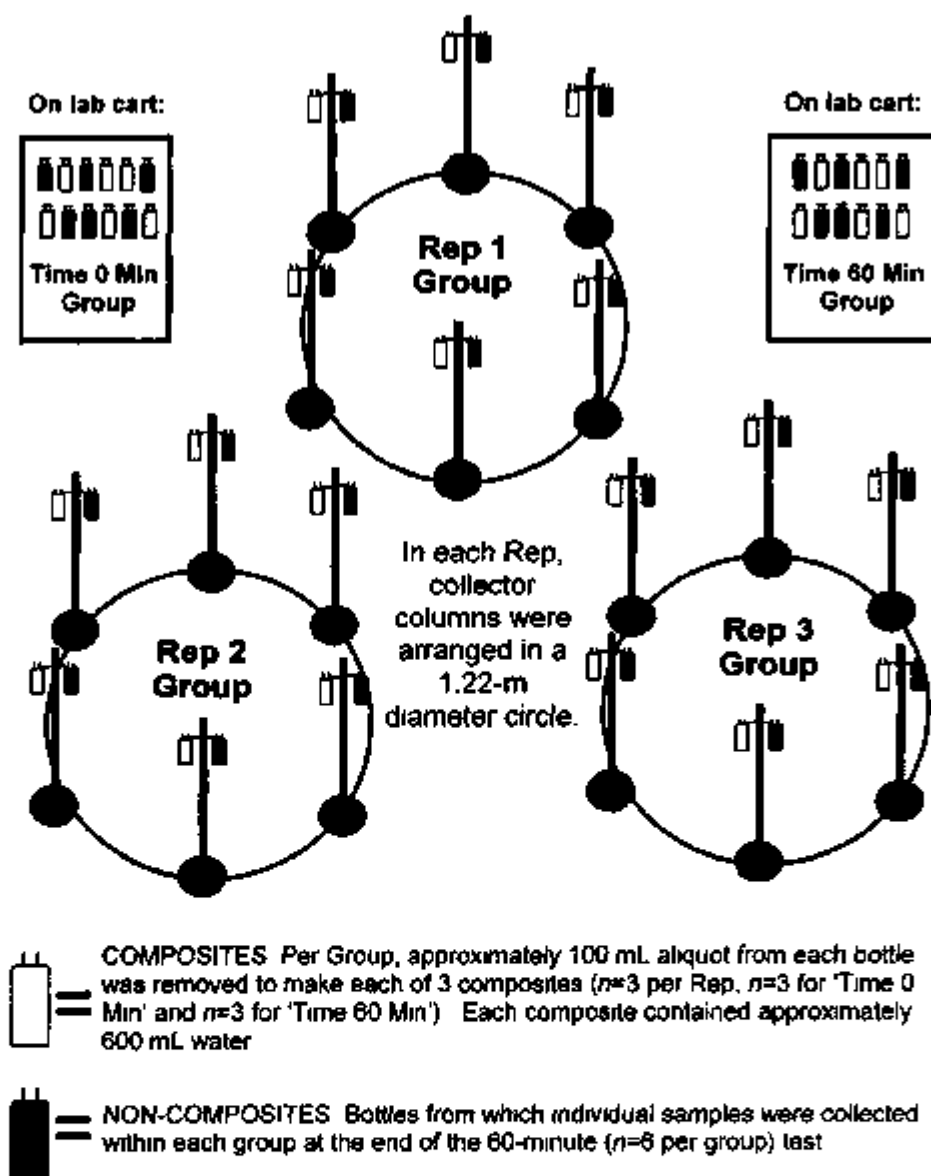 On lab cart:
On lab cart:
Time 0 Min
Group
Time 60 Min
Group
Rep 1
Group
In each Rep,
collector
columns were
arranged in a
1.22-m
diameter circle.
Rep 2
Group
Rep 3
Group
COMPOSITES Per Group, approximately 100 mL aliquot from each bottle
was removed to make each of 3 composites (n=3 per Rep, n=3 for 'Time 0
Min' and n=3 for 'Time 60 Min') Each composite contained approximately
600 mL water
NON-COMPOSITES Bottles from which individual samples were collected
within each group at the end of the 60-minute (n=6 per group) test